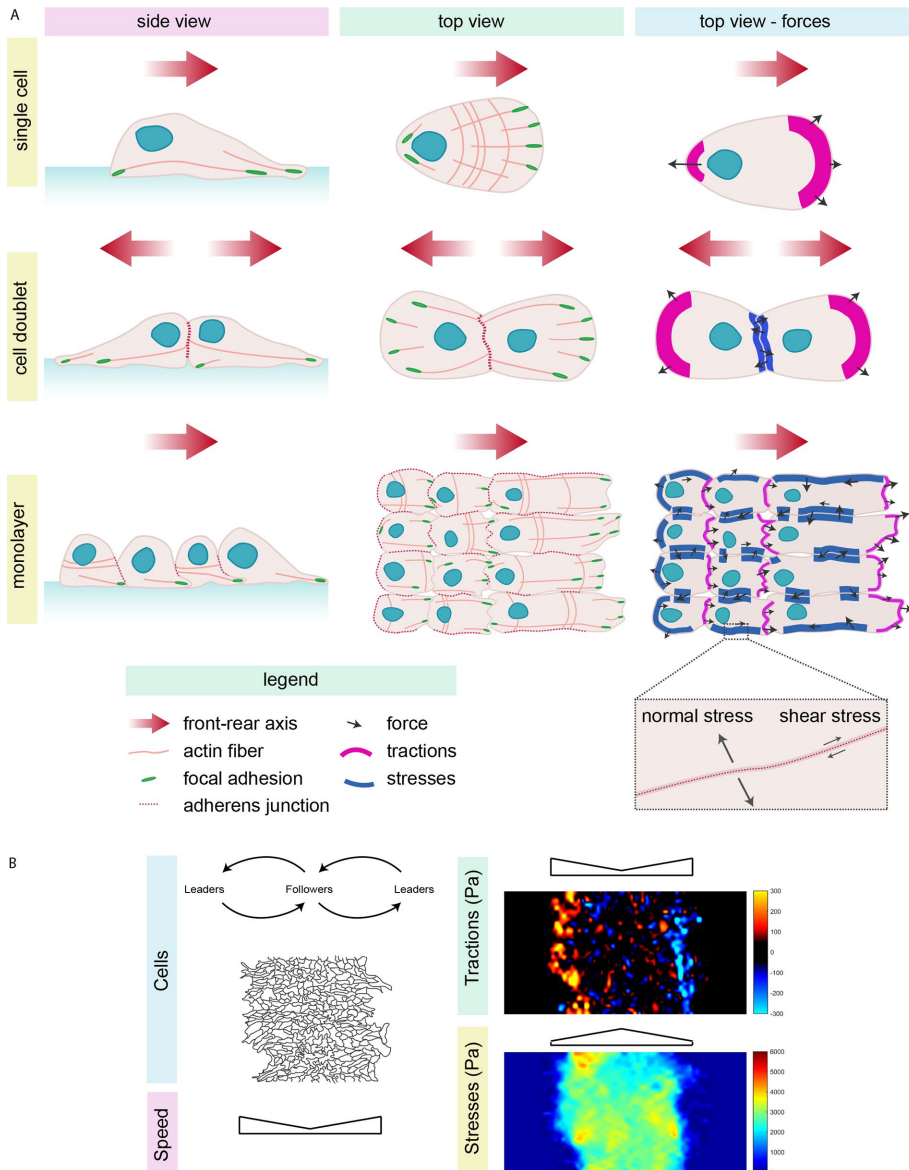 A
side view
top view
top view - forces
single cell
cell doublet
monolayer
legend
front-rear axis
actin fiber
focal adhesion
adherens junction
force
tractions
stresses
normal stress
shear stress
B
Cells
Leaders
Followers
Leaders
Speed
Tractions (Pa)
300
200
100
0
-100
-200
-300
Stresses (Pa)
6000
5000
4000
3000
2000
1000
0